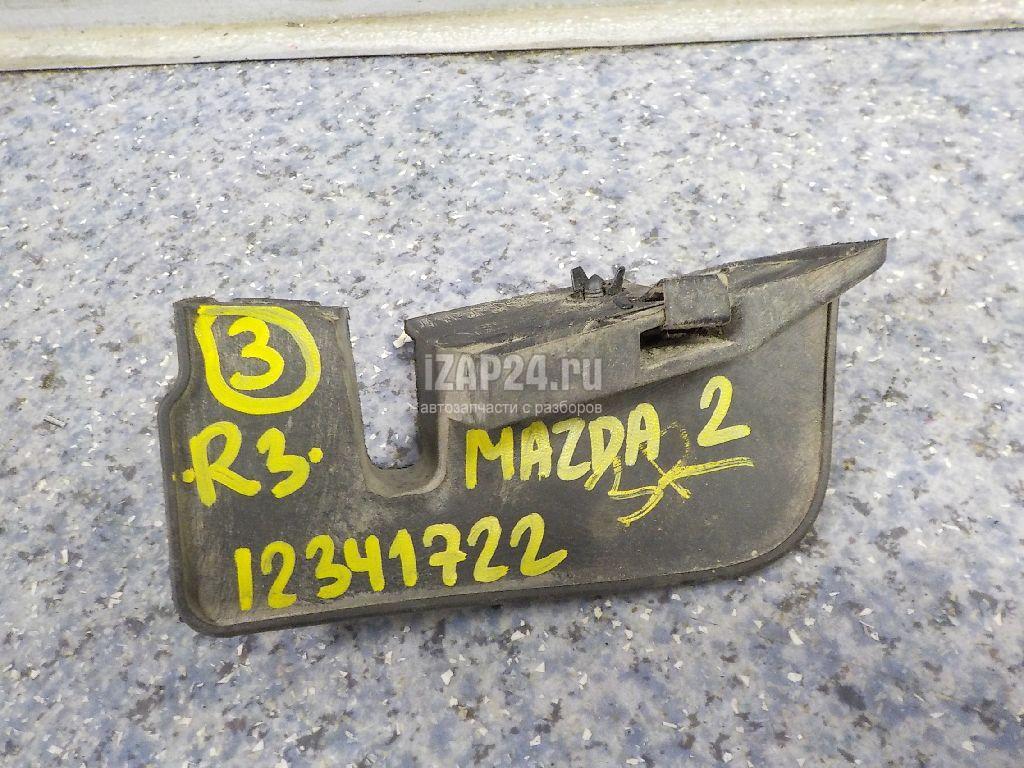 3
iZAP24.ru
автозапчасти с разборов
R3.
MAZDA 2
12341722